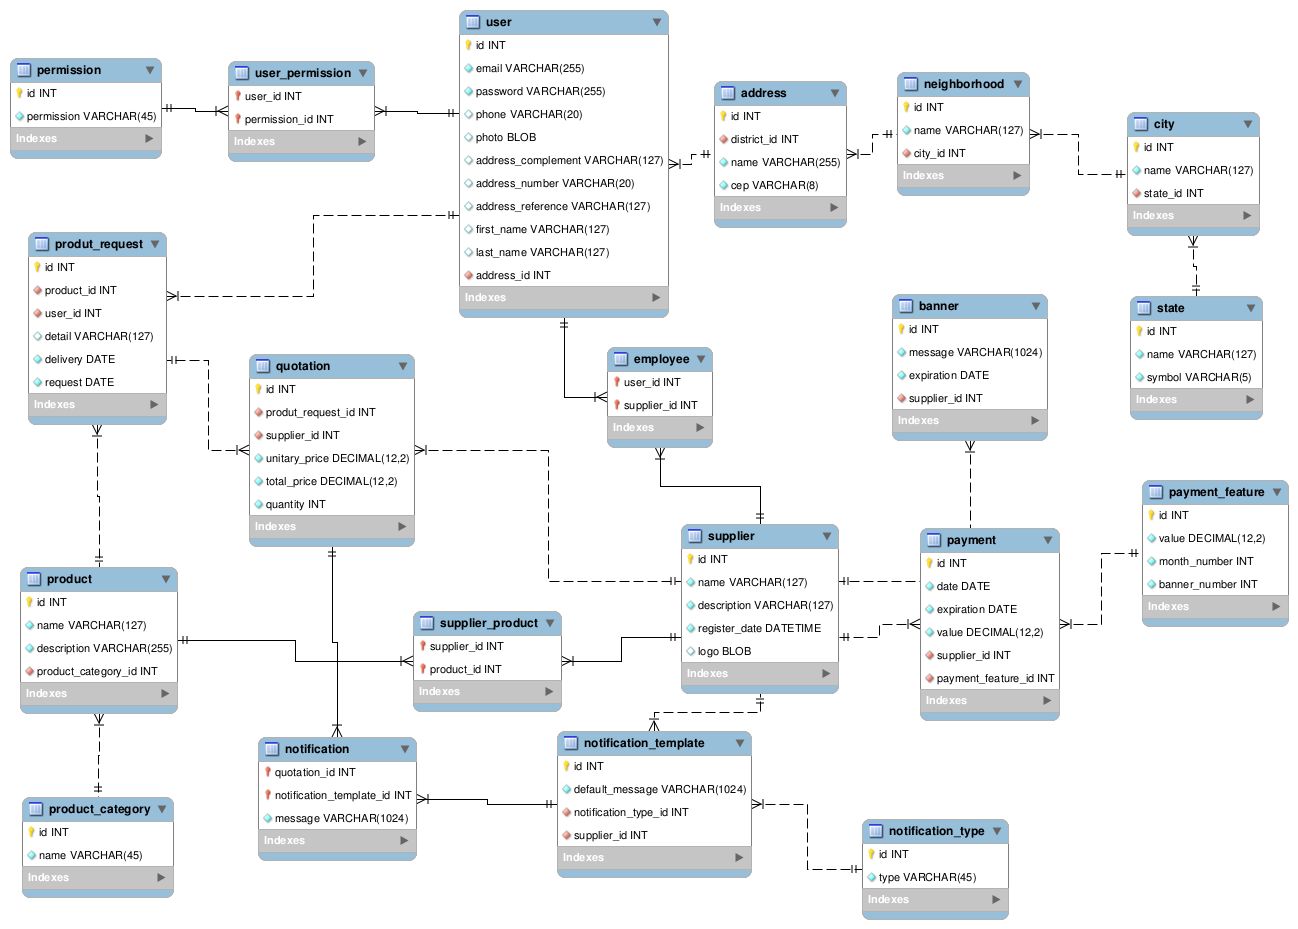 user
id INT
email VARCHAR(255)
password VARCHAR(255)
phone VARCHAR(20)
photo BLOB
address_complement VARCHAR(127)
address_number VARCHAR(20)
address_reference VARCHAR(127)
first_name VARCHAR(127)
last_name VARCHAR(127)
address_id INT
Indexes
permission
id INT
permission VARCHAR(45)
Indexes
user_permission
user_id INT
permission_id INT
Indexes
address
id INT
district_id INT
name VARCHAR(255)
cep VARCHAR(8)
Indexes
neighborhood
id INT
name VARCHAR(127)
city_id INT
Indexes
city
id INT
name VARCHAR(127)
state_id INT
Indexes
produt_request
id INT
product_id INT
user_id INT
detail VARCHAR(127)
delivery DATE
request DATE
Indexes
banner
id INT
message VARCHAR(1024)
expiration DATE
supplier_id INT
Indexes
state
id INT
name VARCHAR(127)
symbol VARCHAR(5)
Indexes
quotation
id INT
produt_request_id INT
supplier_id INT
unitary_price DECIMAL(12,2)
total_price DECIMAL(12,2)
quantity INT
Indexes
employee
user_id INT
supplier_id INT
Indexes
payment_feature
id INT
value DECIMAL(12,2)
month_number INT
banner_number INT
Indexes
supplier
id INT
name VARCHAR(127)
description VARCHAR(127)
register_date DATETIME
logo BLOB
Indexes
payment
id INT
date DATE
expiration DATE
value DECIMAL(12,2)
supplier_id INT
payment_feature_id INT
Indexes
product
id INT
name VARCHAR(127)
description VARCHAR(255)
product_category_id INT
Indexes
supplier_product
supplier_id INT
product_id INT
Indexes
notification
quotation_id INT
notification_template_id INT
message VARCHAR(1024)
Indexes
notification_template
id INT
default_message VARCHAR(1024)
notification_type_id INT
supplier_id INT
Indexes
product_category
id INT
name VARCHAR(45)
Indexes
notification_type
id INT
type VARCHAR(45)
Indexes